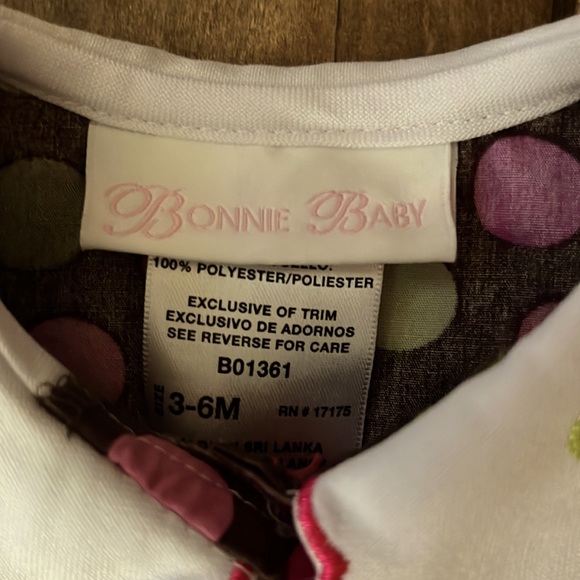 BONNIE BABY
100% POLYESTER/POLIESTER
EXCLUSIVE OF TRIM
EXCLUSIVO DE ADORNOS
SEE REVERSE FOR CARE
B01361
SIZE 3-6M RN # 17175
SRI LANKA